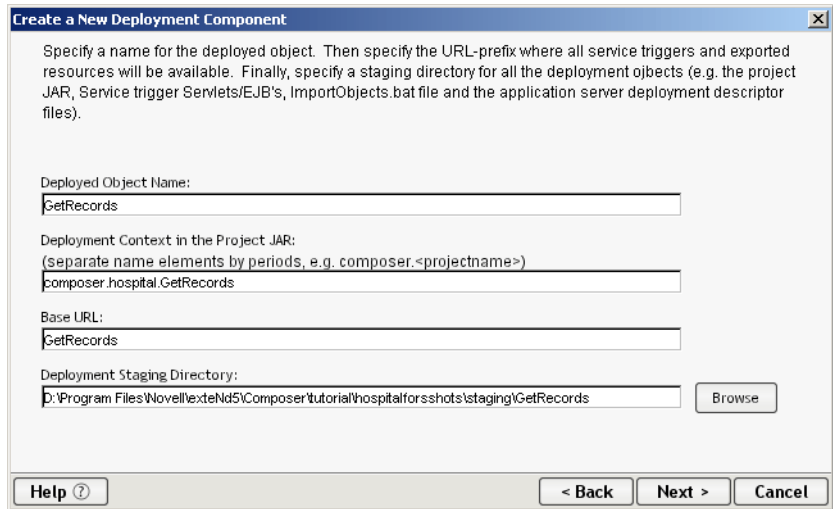 Create a New Deployment Component
Specify a name for the deployed object. Then specify the URL-prefix where all service triggers and exported
resources will be available. Finally, specify a staging directory for all the deployment ojbects (e.g. the project
JAR, Service trigger Servlets/EJB's, ImportObjects.bat file and the application server deployment descriptor
files).
Deployed Object Name:
GetRecords
Deployment Context in the Project JAR:
(separate name elements by periods, e.g. composer.<projectname>)
composer.hospital.GetRecords
Base URL:
GetRecords
Deployment Staging Directory:
D:\Program Files\Novell\exteNd5\Composer\tutorial\hospitalforsshots\staging\GetRecords
Browse
Help ?
< Back
Next >
Cancel